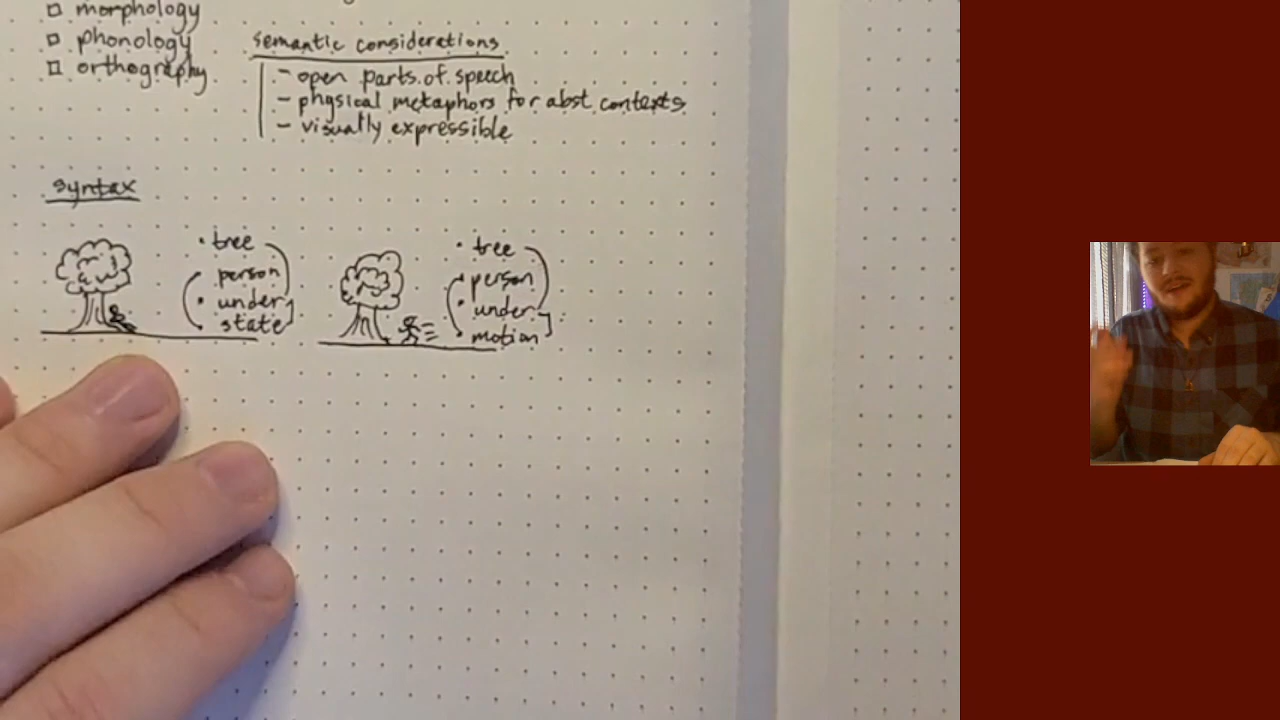 □ morphology
□ phonology
□ orthography
semantic considerations
- open parts of speech
- physical metaphors for abst contexts
- visually expressible
syntax
• tree
person
• under
state
• tree
person
• under
motion